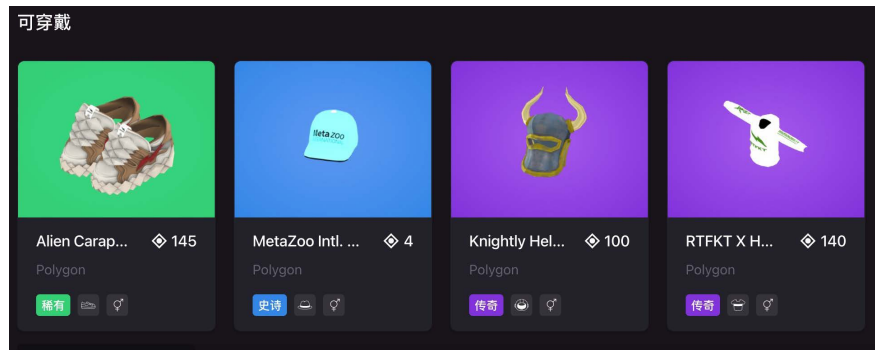 可穿戴
Alien Carap... 145
Polygon
稀有
MetaZoo Intl. ... 4
Polygon
史诗
Knightly Hel... 100
Polygon
传奇
RTFKT X H... 140
Polygon
传奇